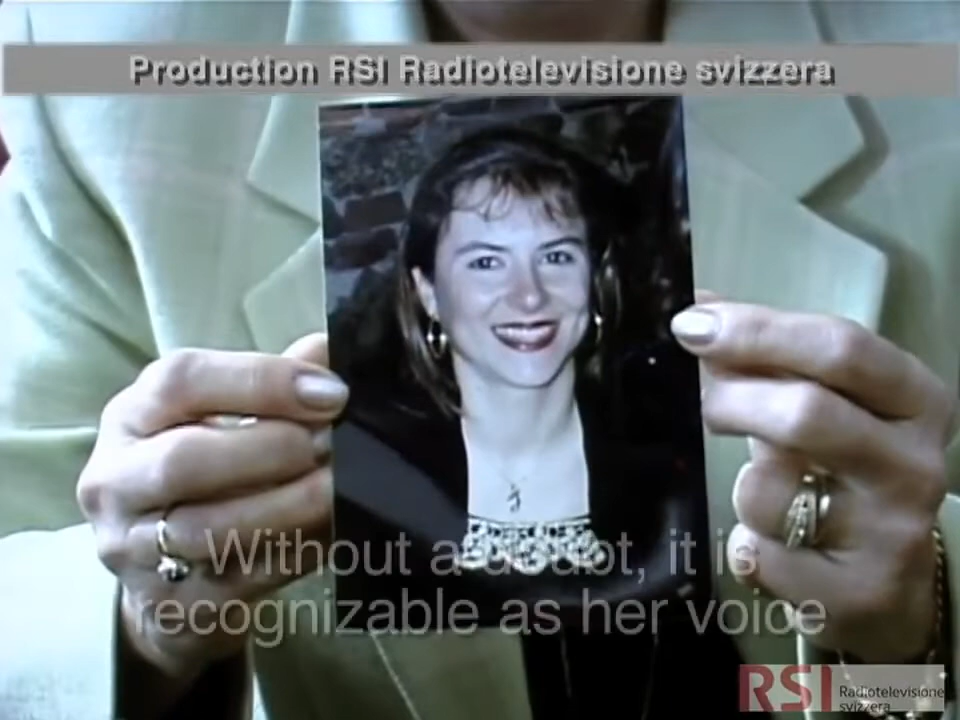 Production RSI Radiotelevisione svizzera
Without a doubt, it is
recognizable as her voice
RSI Radiotelevisione
svizzera